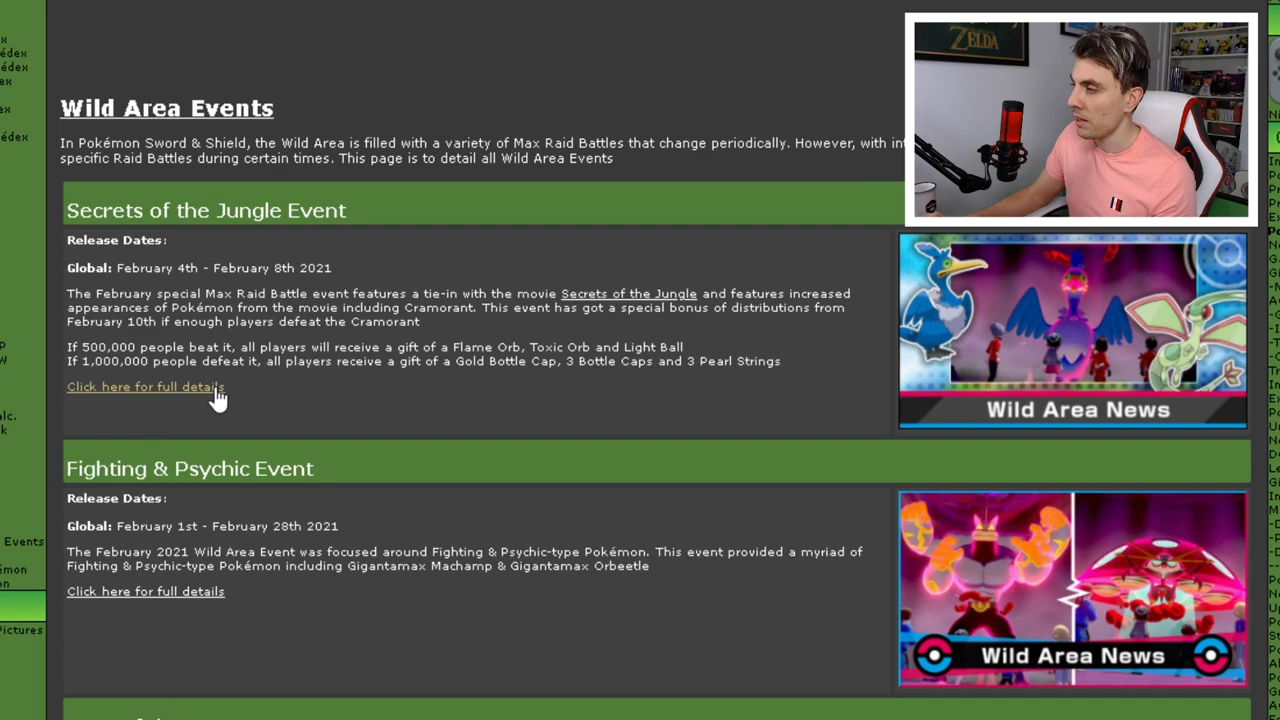 ZELDA
x
édex
édex
ex
ex
édex
Wild Area Events
In Pokémon Sword & Shield, the Wild Area is filled with a variety of Max Raid Battles that change periodically. However, with
specific Raid Battles during certain times. This page is to detail all Wild Area Events
Secrets of the Jungle Event
Release Dates:
Global: February 4th - February 8th 2021
The February special Max Raid Battle event features a tie-in with the movie Secrets of the Jungle and features increased
appearances of Pokémon from the movie including Cramorant. This event has got a special bonus of distributions from
February 10th if enough players defeat the Cramorant
If 500,000 people beat it, all players will receive a gift of a Flame Orb, Toxic Orb and Light Ball
If 1,000,000 people defeat it, all players receive a gift of a Gold Bottle Cap, 3 Bottle Caps and 3 Pearl Strings
Click here for full details
Wild Area News
Fighting & Psychic Event
Release Dates:
Global: February 1st - February 28th 2021
The February 2021 Wild Area Event was focused around Fighting & Psychic-type Pokémon. This event provided a myriad of
Fighting & Psychic-type Pokémon including Gigantamax Machamp & Gigantamax Orbeetle
Click here for full details
Wild Area News
alc.
Events
émon
on
Pictures